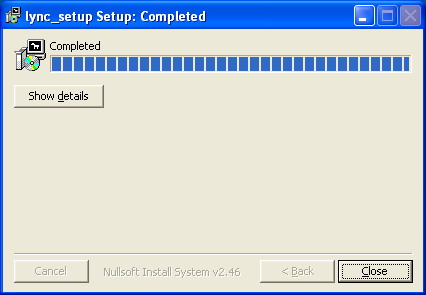 lync_setup Setup: Completed
Completed
Show details
Cancel
Nullsoft Install System v2.46
< Back
Close